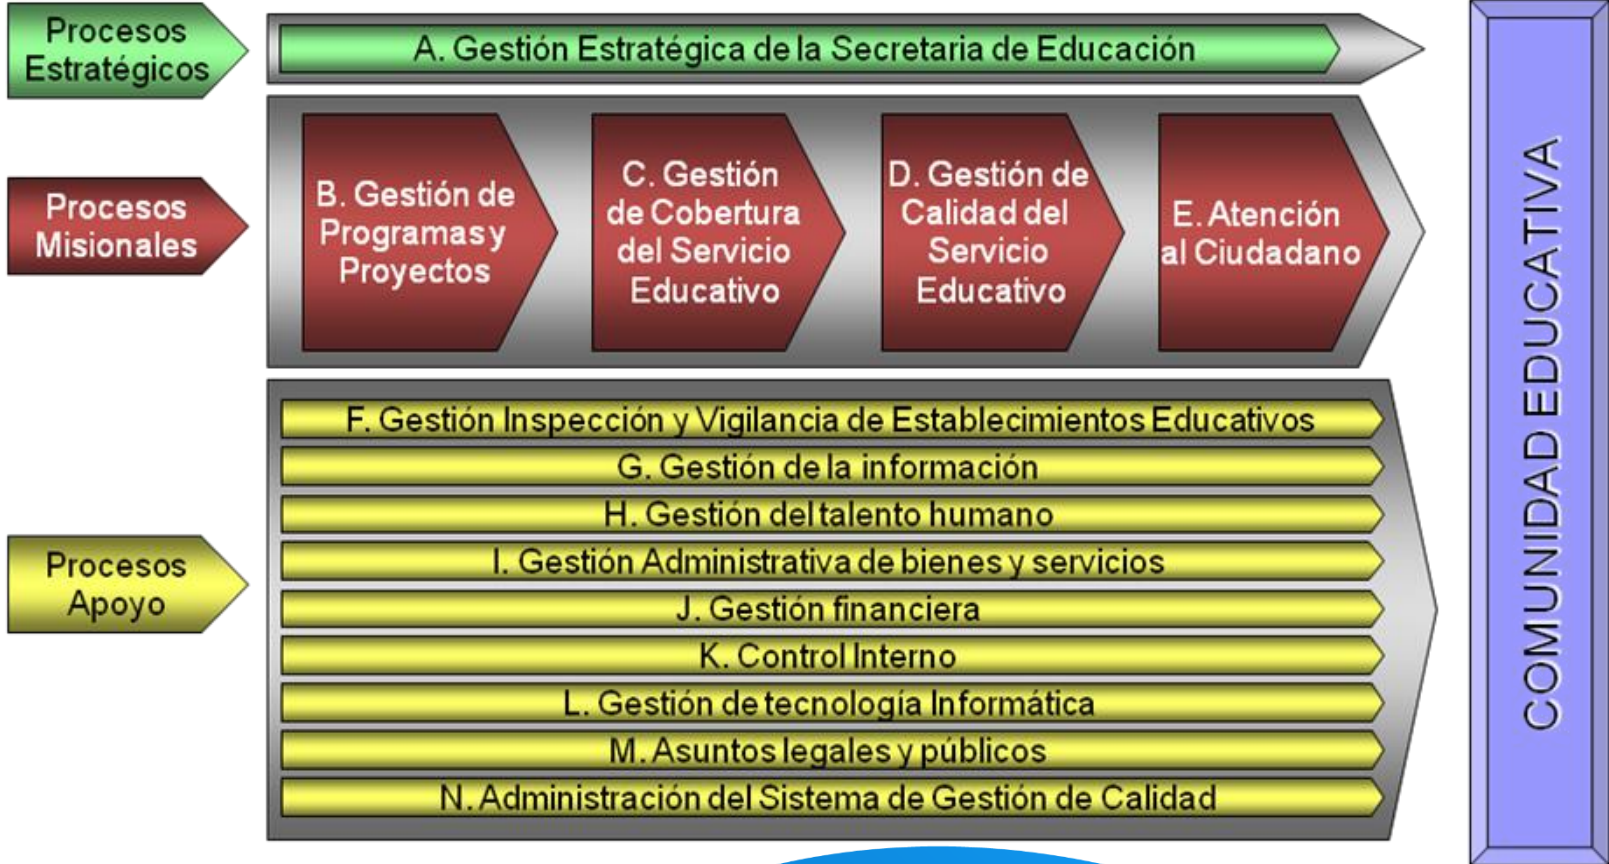 Procesos
Estratégicos
A. Gestión Estratégica de la Secretaria de Educación
Procesos
Misionales
B. Gestión de
Programas y
Proyectos
C. Gestión
de Cobertura
del Servicio
Educativo
D. Gestión de
Calidad del
Servicio
Educativo
E. Atención
al Ciudadano
Procesos
Apoyo
F. Gestión Inspección y Vigilancia de Establecimientos Educativos
G. Gestión de la información
H. Gestión del talento humano
I. Gestión Administrativa de bienes y servicios
J. Gestión financiera
K. Control Interno
L. Gestión de tecnología Informática
M. Asuntos legales y públicos
N. Administración del Sistema de Gestión de Calidad
COMUNIDAD EDUCATIVA